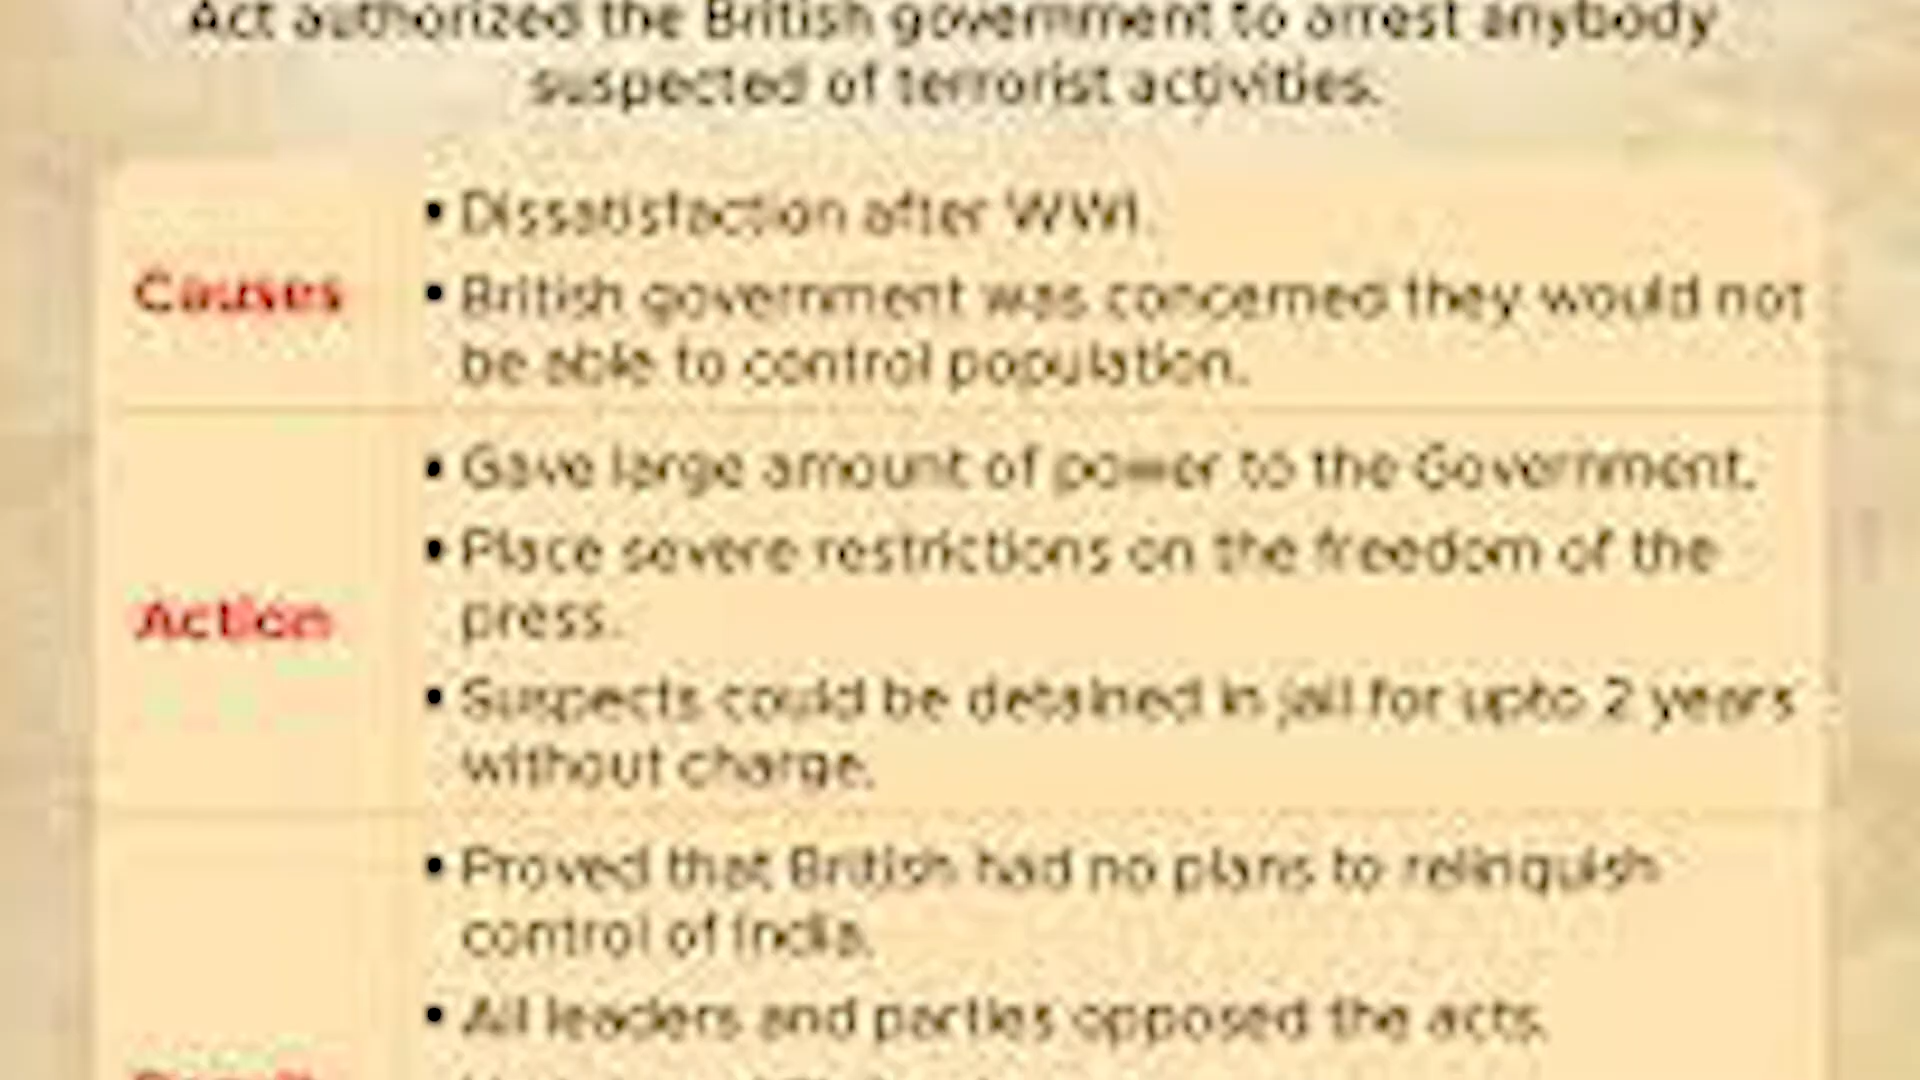 Act authorized the British government to arrest anybody
suspected of terrorist activities.
• Dissatisfaction after WWI.
Causes
• British government was concerned they would not
be able to control population.
• Gave large amount of power to the Government.
• Place severe restrictions on the freedom of the
press.
Action
• Suspects could be detained in jail for upto 2 years
without charge.
• Proved that British had no plans to relinquish
control of India.
• All leaders and parties opposed the acts.